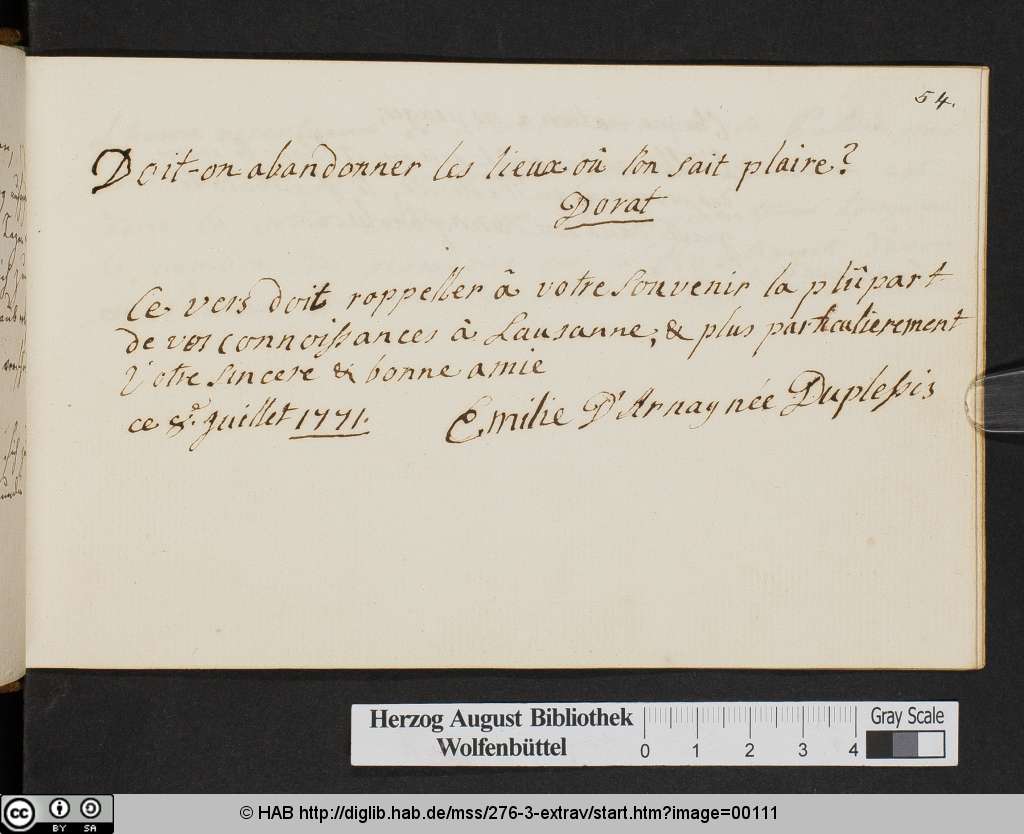 54.
Doit-on abandonner les lieux où l'on sait plaire?
Dorat
Ce vers doit rappeller à votre souvenir la plûpart
de vos connoissances à Lausanne, & plus particulierement
Votre sincere & bonne amie
ce 8.e Juillet 1771.
Emilie D'Arnay née Duplessis
Herzog August Bibliothek
Wolfenbüttel
0 1 2 3 4
Gray Scale
cc BY SA
© HAB http://diglib.hab.de/mss/276-3-extrav/start.htm?image=00111